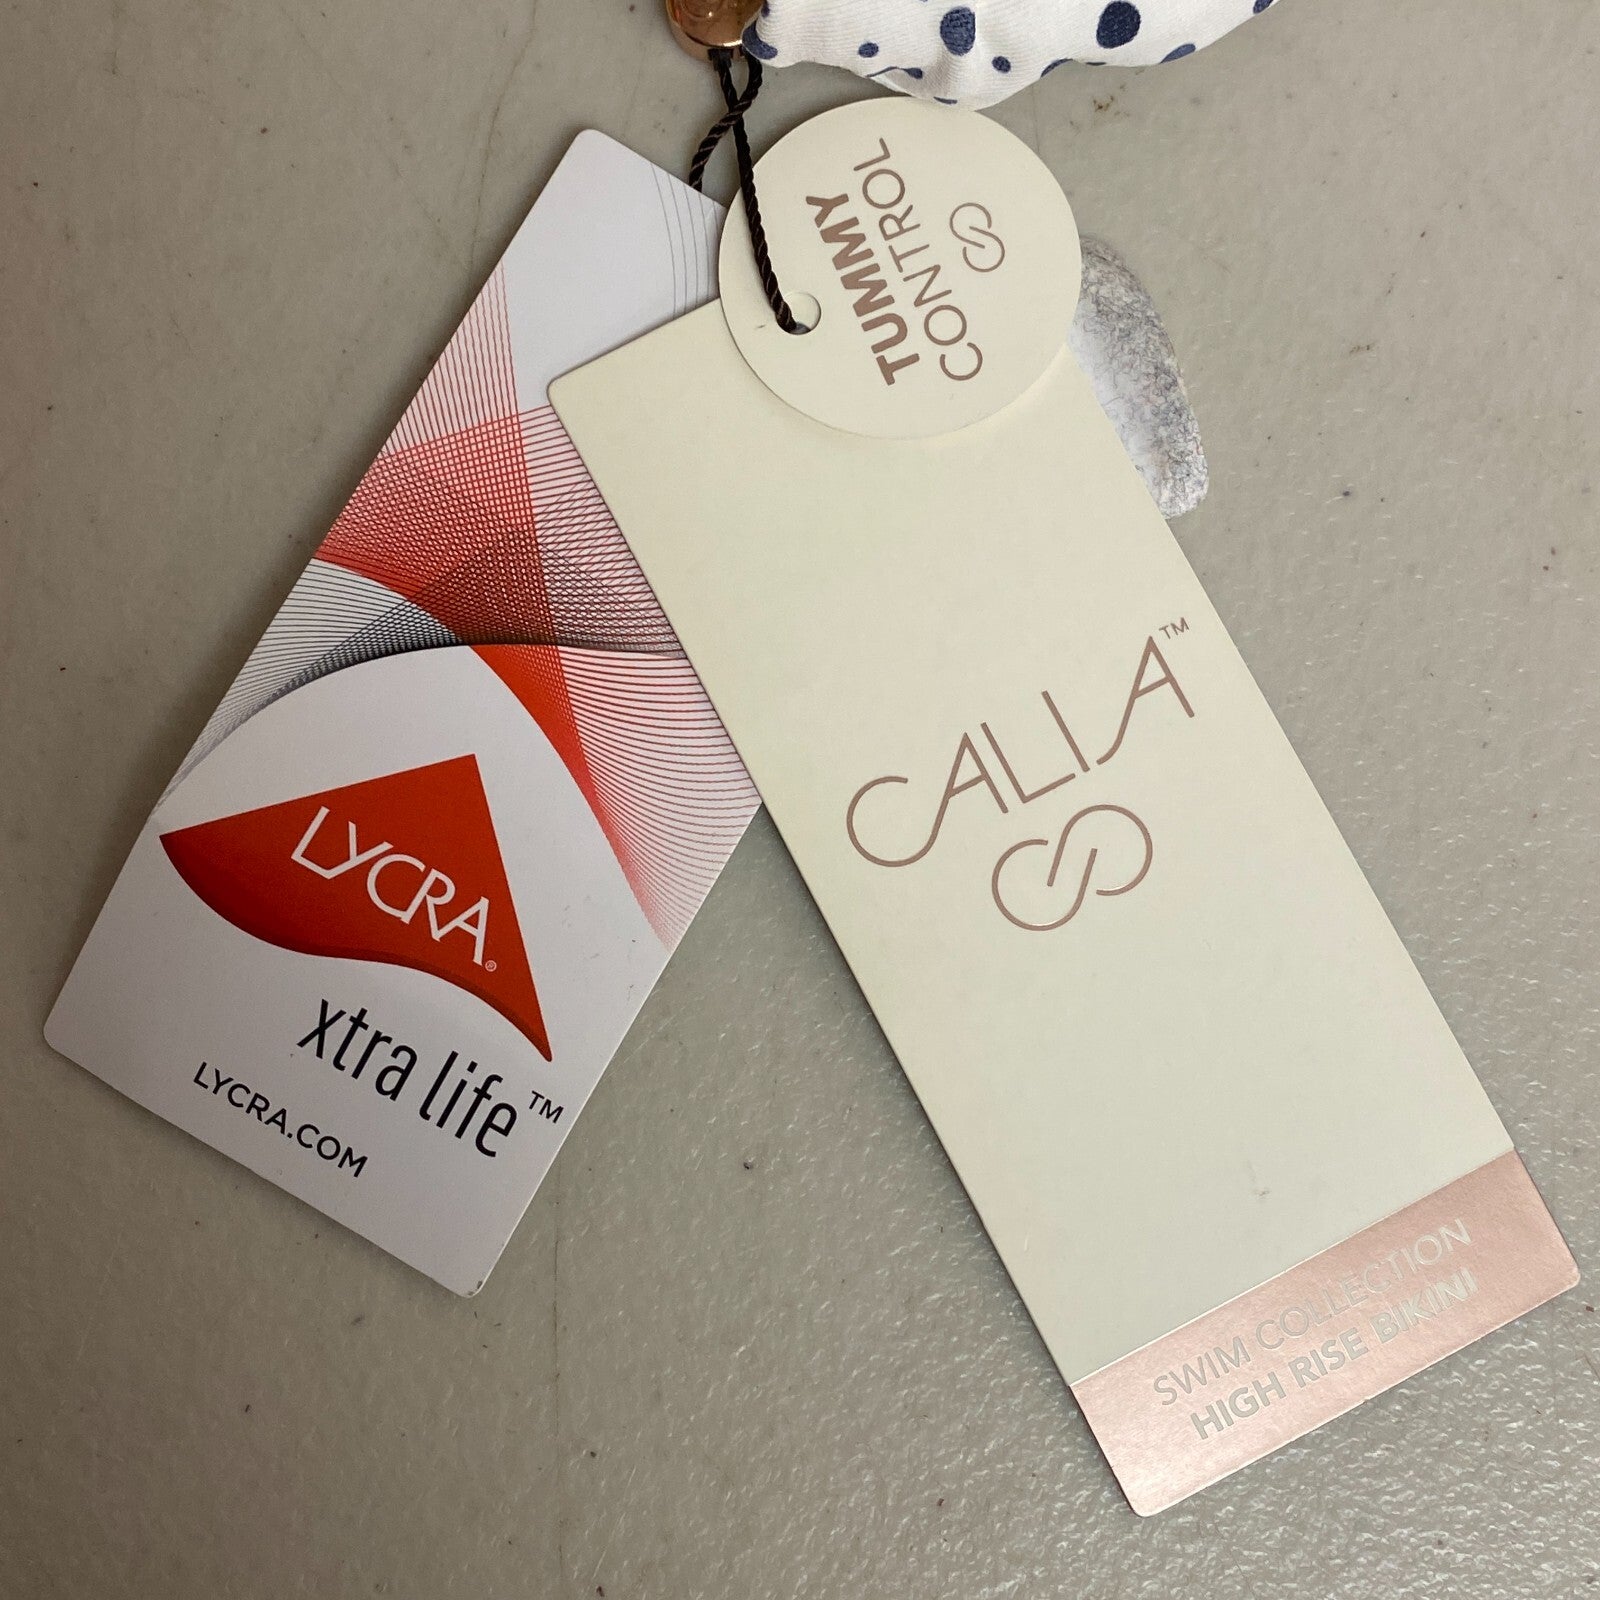 TUMMY
CONTROL
CALIA™
SWIM COLLECTION
HIGH RISE BIKINI
LYCRA®
xtra life™
LYCRA.COM